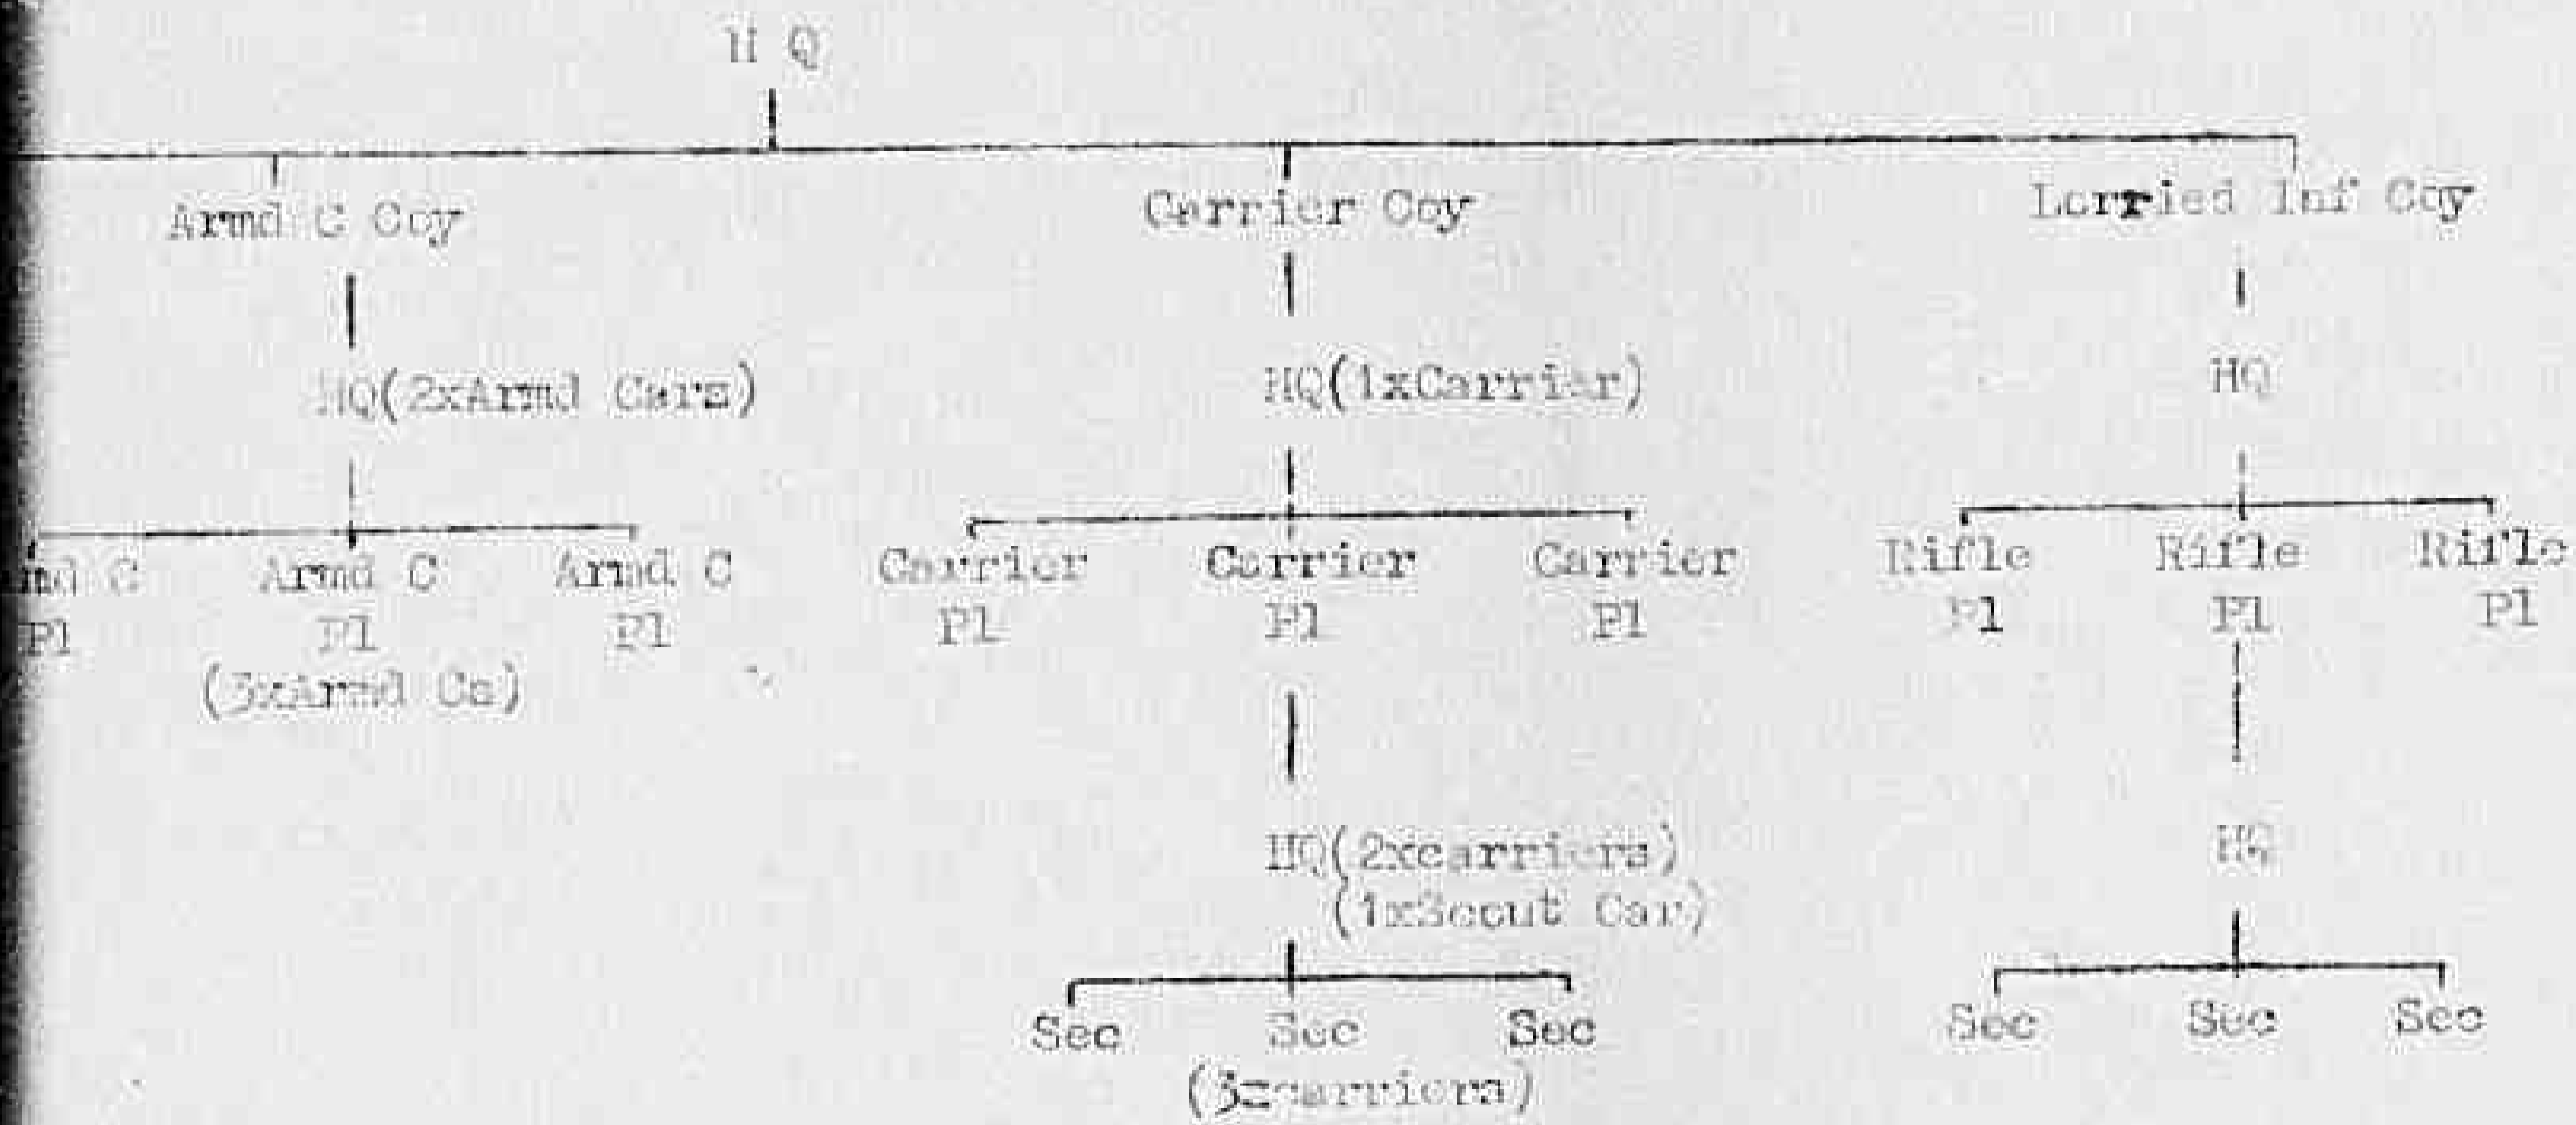 H Q
Armd C Coy Carrier Coy Lorried Inf Coy
HQ(2xArmd Cars) HQ(1xCarrier) HQ
md C Armd C Armd C Carrier Carrier Carrier Rifle Rifle Rifle
Pl Pl Pl Pl Pl Pl Pl Pl Pl
(3xArmd Cs)
HQ(2xcarriers) HQ
(1xScout Car)
Sec Sec Sec Sec Sec Sec
(3xcarriers)